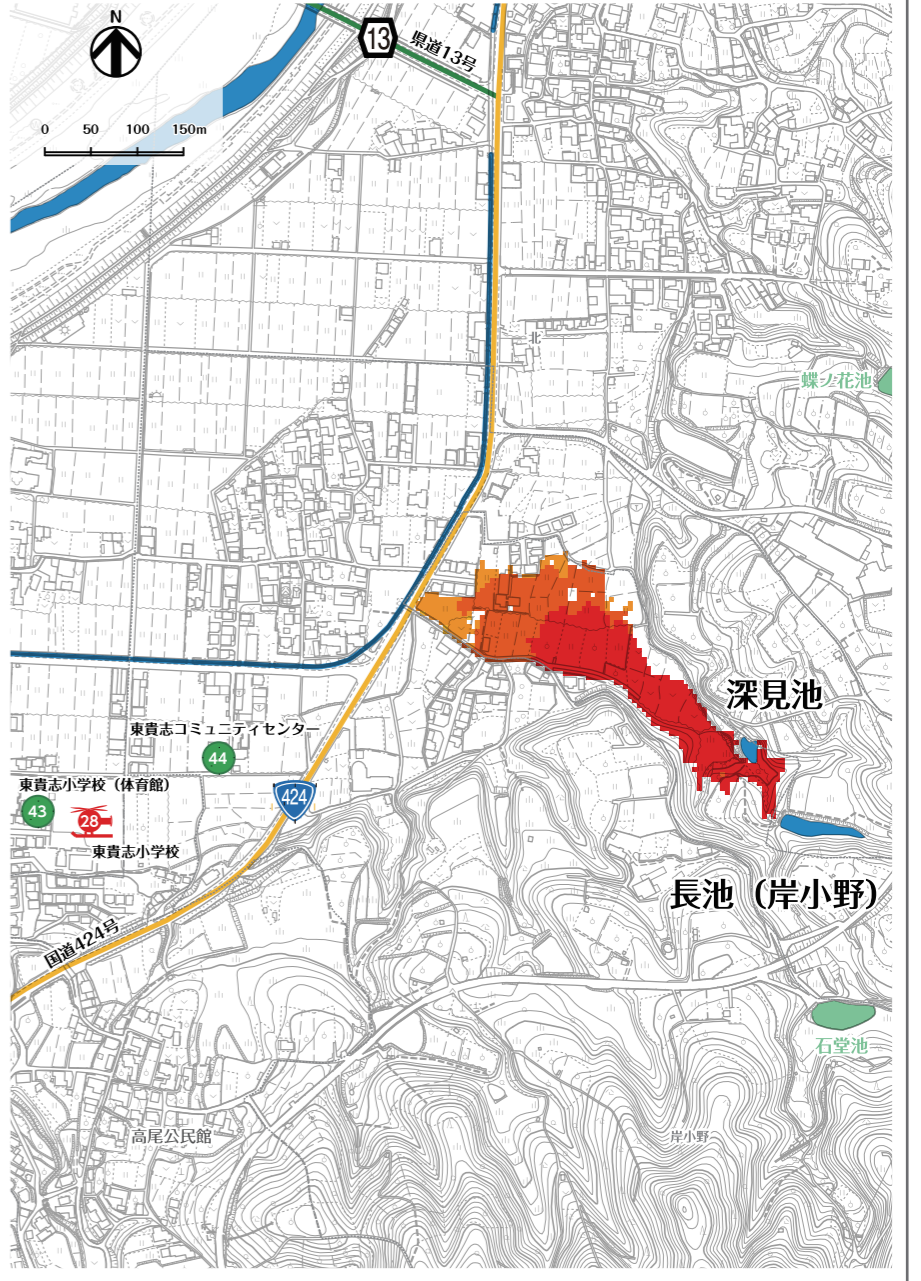 N
0 50 100 150m
13
県道13号
北
蝶ノ花池
深見池
東貴志コミュニティセンター
44
東貴志小学校（体育館）
43
28
東貴志小学校
424
長池（岸小野）
国道424号
石堂池
高尾公民館
岸小野